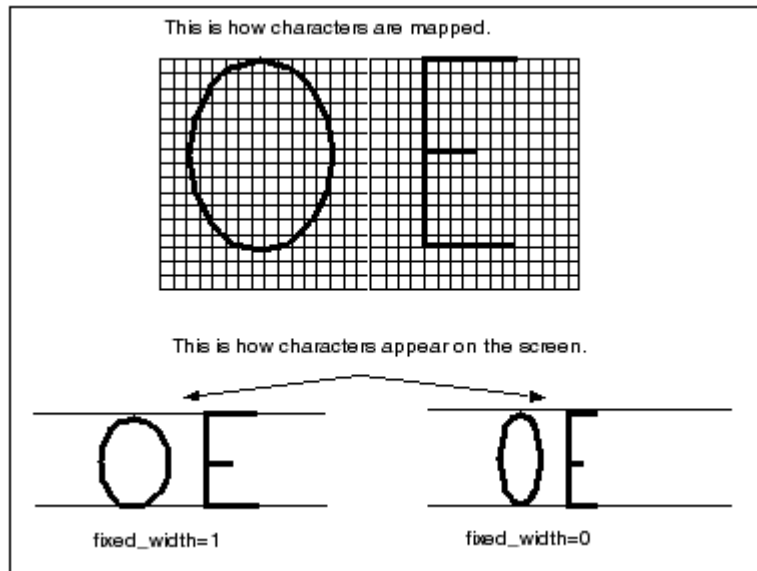 This is how characters are mapped.
O E
This is how characters appear on the screen.
O E O E
fixed_width=1 fixed_width=0